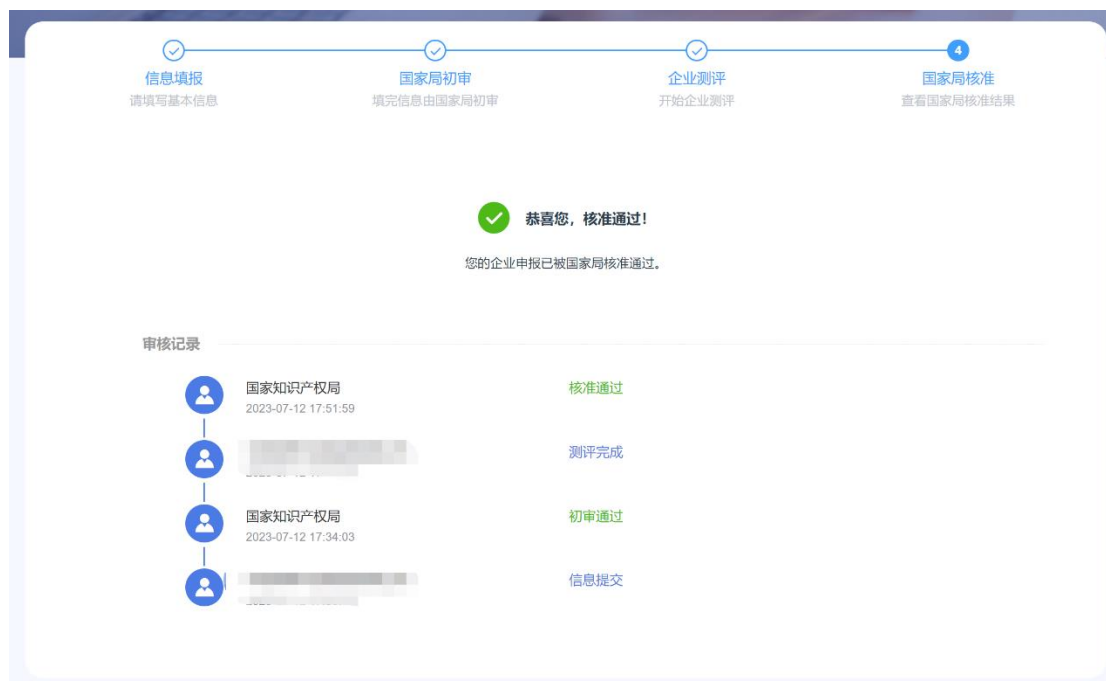 信息填报
请填写基本信息
国家局初审
填完信息由国家局初审
企业测评
开始企业测评
4
国家局核准
查看国家局核准结果
恭喜您，核准通过！
您的企业申报已被国家局核准通过。
审核记录
国家知识产权局
核准通过
2023-07-12 17:51:59
测评完成
国家知识产权局
初审通过
2023-07-12 17:34:03
信息提交